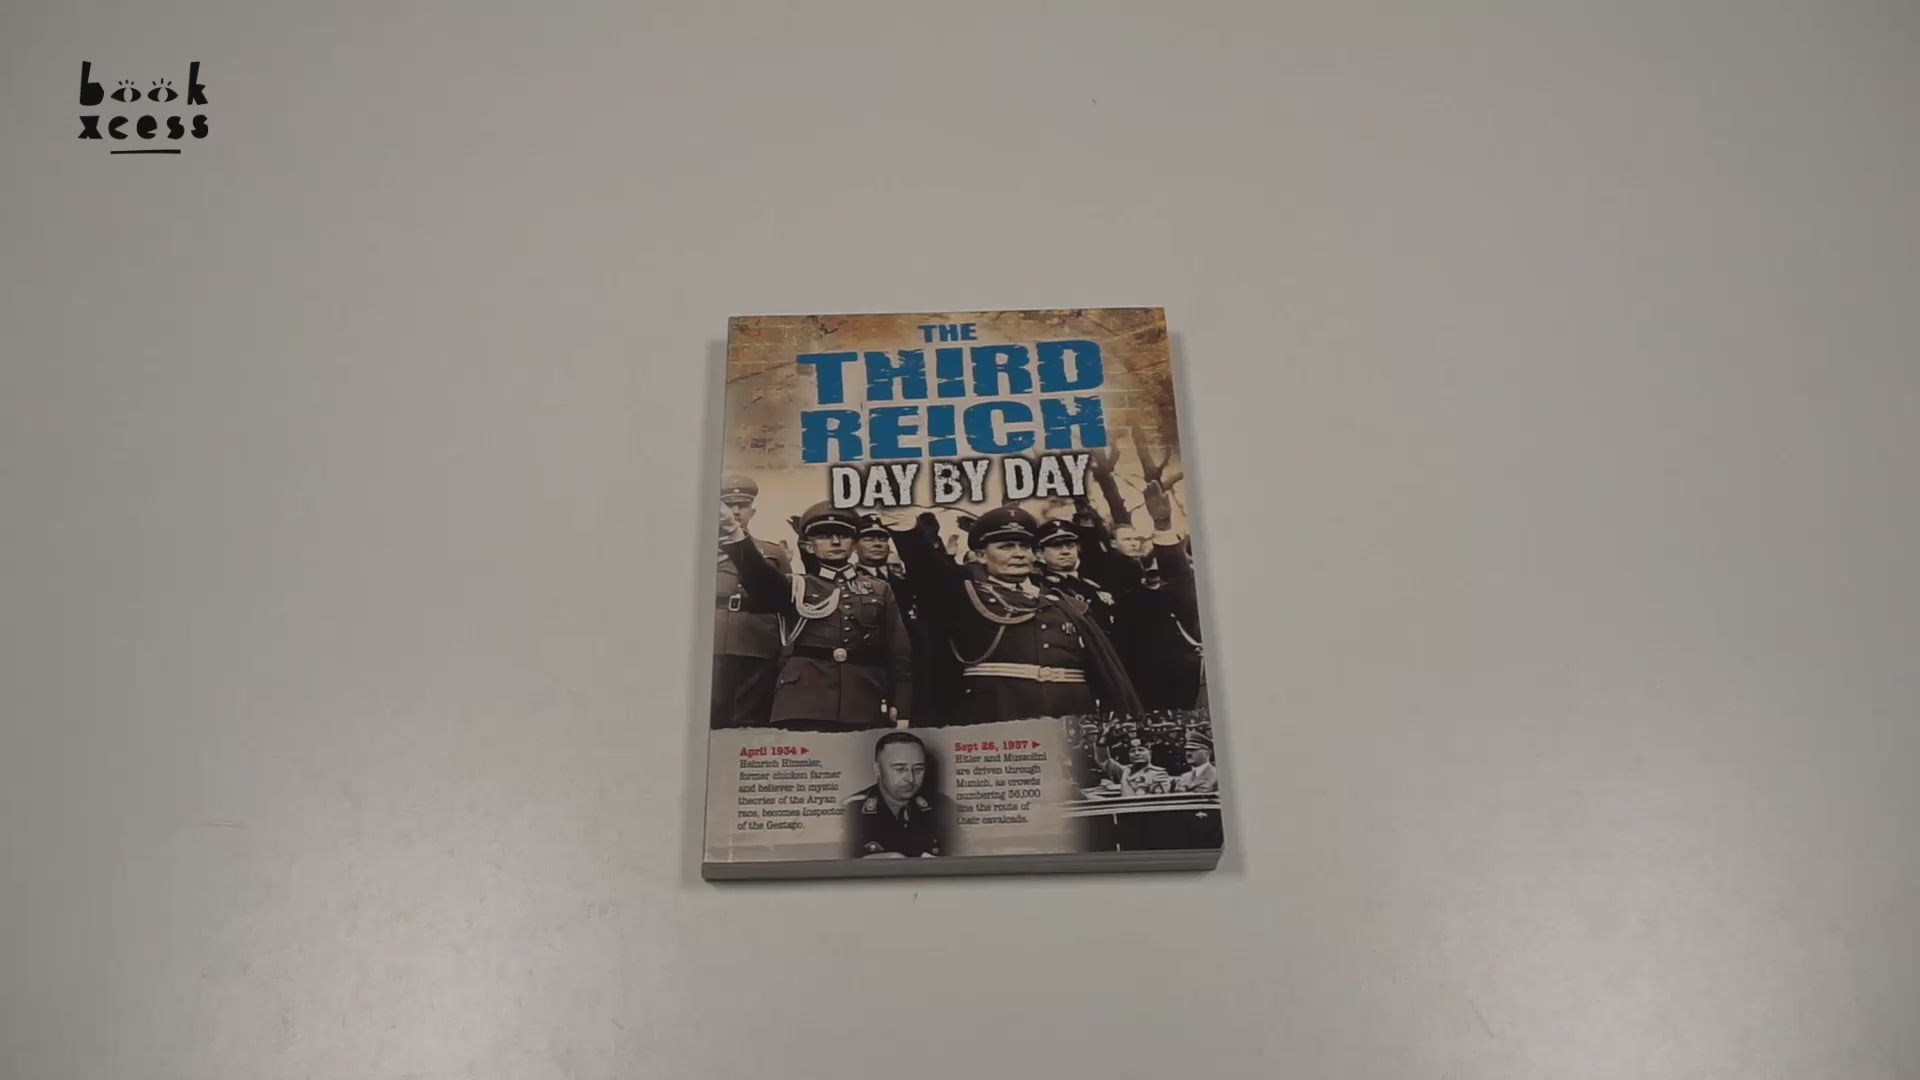 book
xcess
THE
THIRD
REICH
DAY BY DAY
April 1934 ▶
Heinrich Himmler,
former chicken farmer
and believer in mystic
theories of the Aryan
race, becomes Inspector
of the Gestapo.
Sept 25, 1937 ▶
Hitler and Mussolini
are driven through
Munich, as crowds
numbering 36,000
line the route of
their cavalcade.